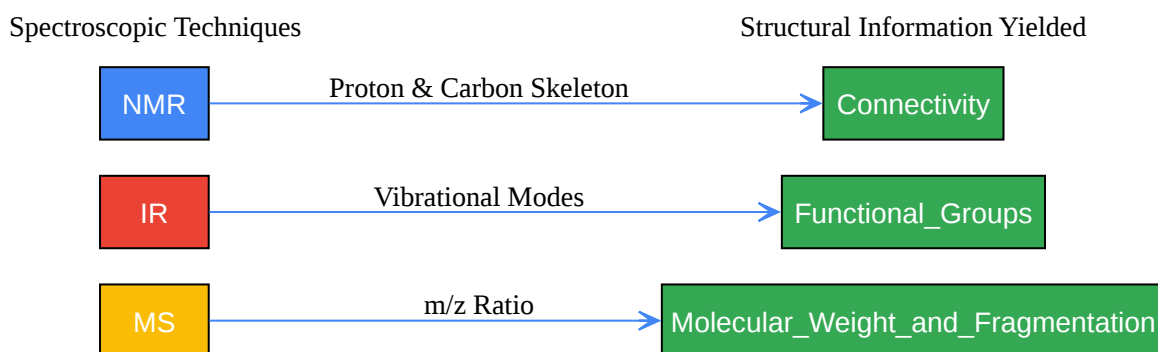 Spectroscopic Techniques
Structural Information Yielded
NMR
Proton & Carbon Skeleton
Connectivity
IR
Vibrational Modes
Functional_Groups
MS
m/z Ratio
Molecular_Weight_and_Fragmentation